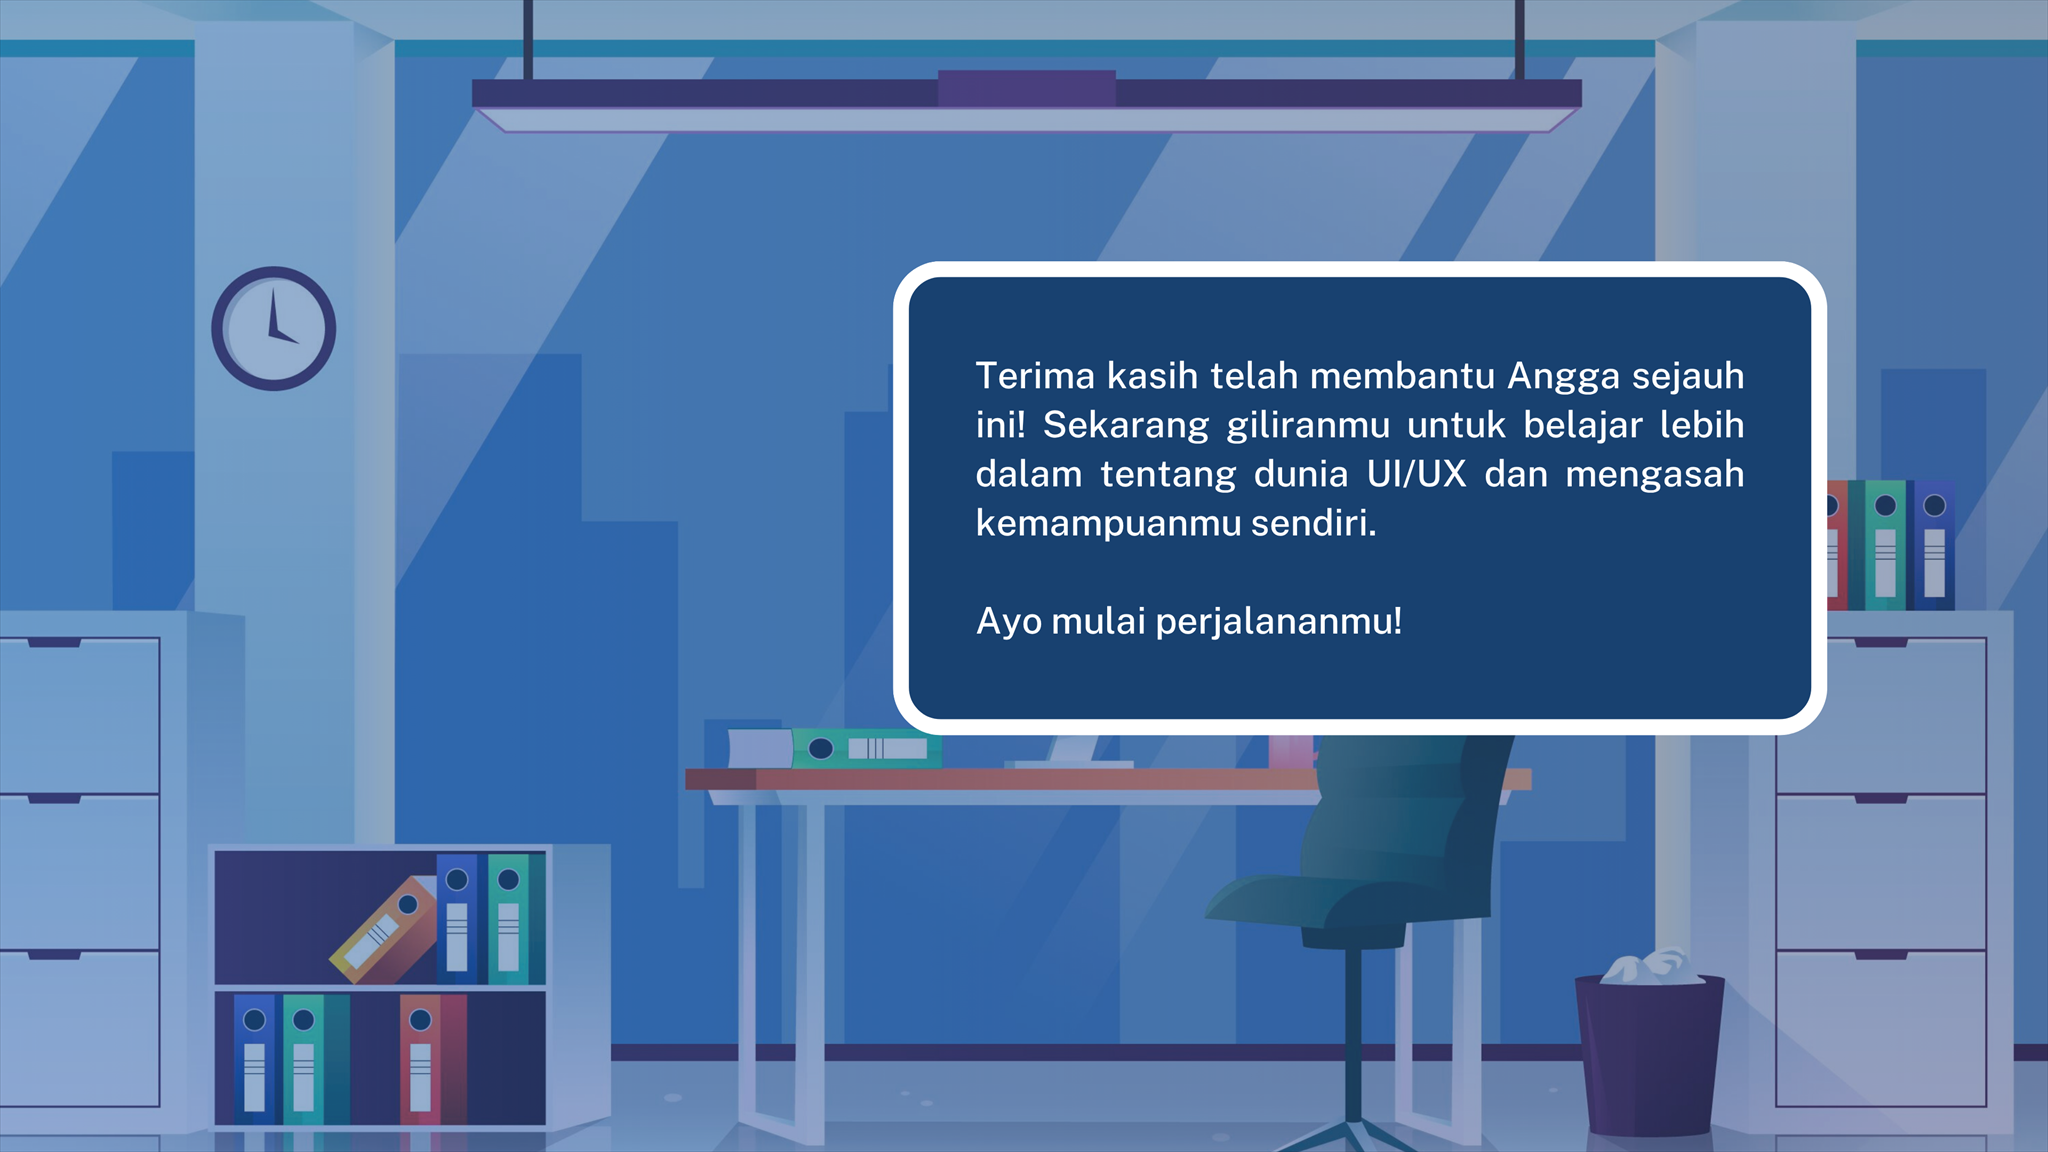 Terima kasih telah membantu Angga sejauh
ini! Sekarang giliranmu untuk belajar lebih
dalam tentang dunia UI/UX dan mengasah
kemampuanmu sendiri.
Ayo mulai perjalananmu!